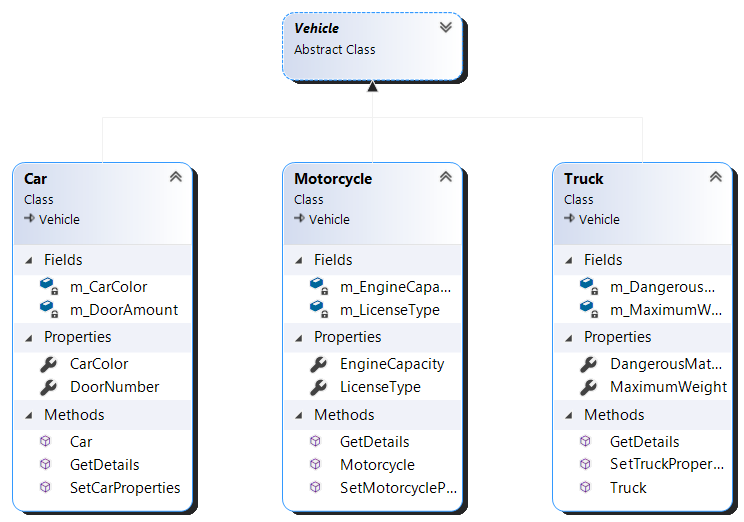 Vehicle
Abstract Class
Car
Class
Vehicle
Fields
m_CarColor
m_DoorAmount
Properties
CarColor
DoorNumber
Methods
Car
GetDetails
SetCarProperties
Motorcycle
Class
Vehicle
Fields
m_EngineCapa...
m_LicenseType
Properties
EngineCapacity
LicenseType
Methods
GetDetails
Motorcycle
SetMotorcycleP...
Truck
Class
Vehicle
Fields
m_Dangerous...
m_MaximumW...
Properties
DangerousMat...
MaximumWeight
Methods
GetDetails
SetTruckProper...
Truck